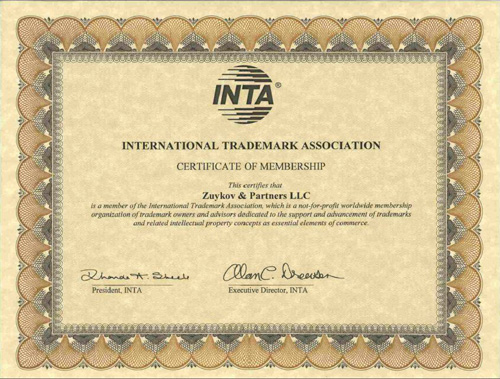 INTA®
INTERNATIONAL TRADEMARK ASSOCIATION
CERTIFICATE OF MEMBERSHIP
This certifies that
Zuykov & Partners LLC
is a member of the International Trademark Association, which is a not-for-profit worldwide membership
organization of trademark owners and advisors dedicated to the support and advancement of trademarks
and related intellectual property concepts as essential elements of commerce.
Alan C. Drewsen
President, INTA
Executive Director, INTA